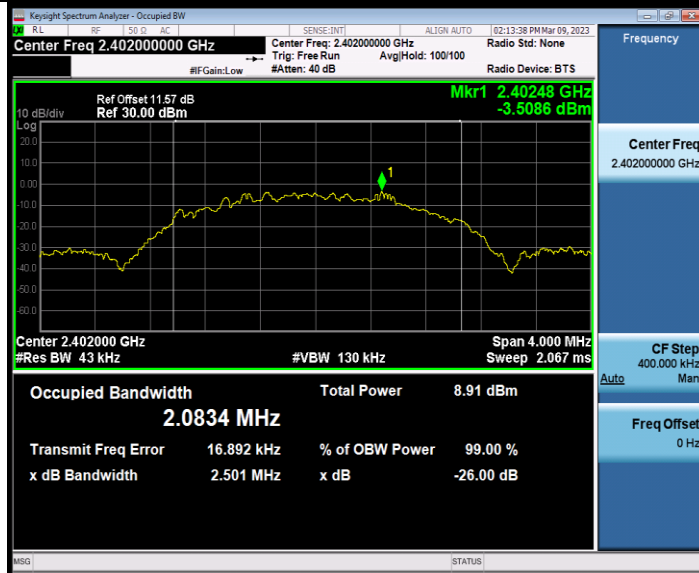 Keysight Spectrum Analyzer - Occupied BW
LXI RL RF 50 Ω AC SENSE:INT ALIGN AUTO 02:13:38 PM Mar 09, 2023
Center Freq 2.402000000 GHz
Center Freq: 2.402000000 GHz
Radio Std: None
Trig: Free Run Avg|Hold: 100/100
#IFGain:Low
#Atten: 40 dB
Radio Device: BTS
Frequency
Ref Offset 11.57 dB
Mkr1 2.40248 GHz
10 dB/div Ref 30.00 dBm
-3.5086 dBm
Log
20.0
10.0
0.00
-10.0
-20.0
-30.0
-40.0
-50.0
-60.0
1
Center Freq
2.402000000 GHz
Center 2.402000 GHz
Span 4.000 MHz
#Res BW 43 kHz
#VBW 130 kHz
Sweep 2.067 ms
CF Step
400.000 kHz
Auto Man
Occupied Bandwidth
Total Power 8.91 dBm
2.0834 MHz
Transmit Freq Error 16.892 kHz
% of OBW Power 99.00 %
x dB Bandwidth 2.501 MHz
x dB -26.00 dB
Freq Offset
0 Hz
MSG
STATUS